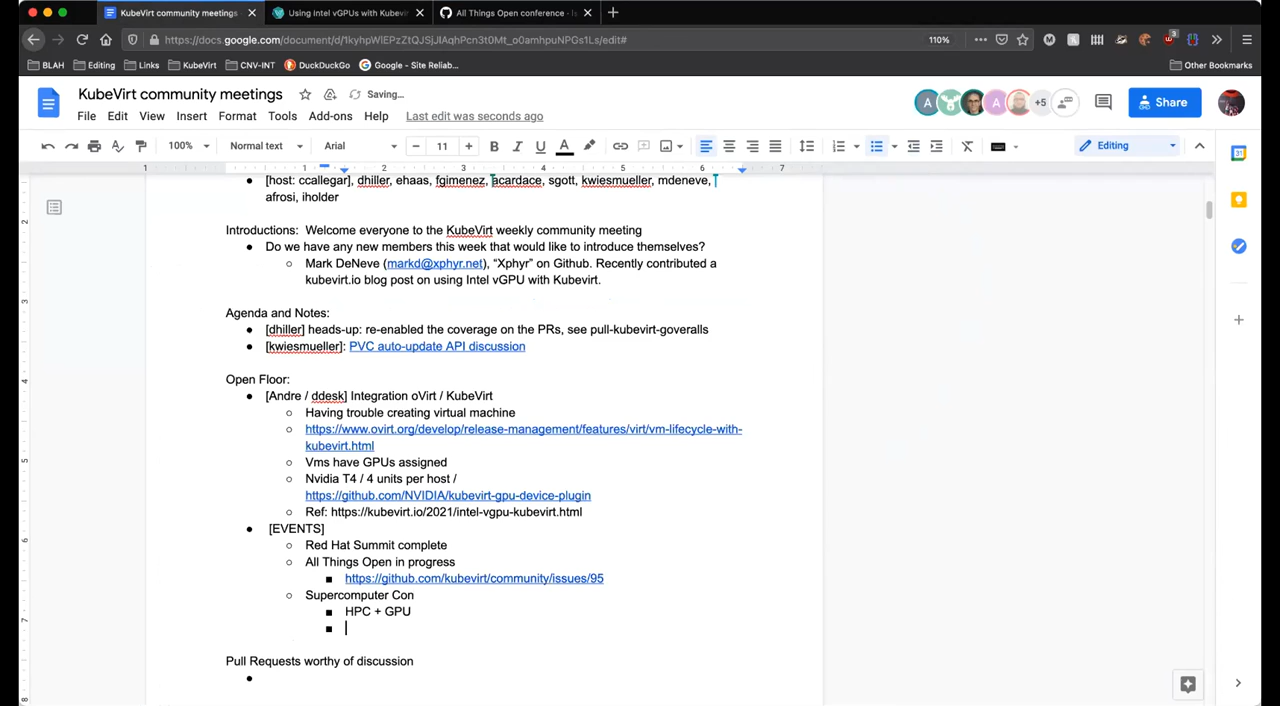 KubeVirt community meetings -
Using Intel vGPUs with Kubevir
All Things Open conference - Is
https://docs.google.com/document/d/1kyhpWlEPzZtQJSjJlAqhPcn3t0Mt_o0amhpuNPGs1Ls/edit#
110%
BLAH
Editing
Links
KubeVirt
CNV-INT
DuckDuckGo
Google - Site Reliab...
Other Bookmarks
KubeVirt community meetings
Saving...
+5
Share
File Edit View Insert Format Tools Add-ons Help
Last edit was seconds ago
100% Normal text Arial 11
Editing
1 1 2 3 4 5 6 7
[host: ccallegar], dhiller, ehaas, fgimenez, acardace, sgott, kwiesmueller, mdeneve,
afrosi, iholder
Introductions: Welcome everyone to the KubeVirt weekly community meeting
Do we have any new members this week that would like to introduce themselves?
Mark DeNeve (markd@xphyr.net), “Xphyr” on Github. Recently contributed a
kubevirt.io blog post on using Intel vGPU with Kubevirt.
Agenda and Notes:
[dhiller] heads-up: re-enabled the coverage on the PRs, see pull-kubevirt-goveralls
[kwiesmueller]: PVC auto-update API discussion
Open Floor:
[Andre / ddesk] Integration oVirt / KubeVirt
Having trouble creating virtual machine
https://www.ovirt.org/develop/release-management/features/virt/vm-lifecycle-with-
kubevirt.html
Vms have GPUs assigned
Nvidia T4 / 4 units per host /
https://github.com/NVIDIA/kubevirt-gpu-device-plugin
Ref: https://kubevirt.io/2021/intel-vgpu-kubevirt.html
[EVENTS]
Red Hat Summit complete
All Things Open in progress
https://github.com/kubevirt/community/issues/95
Supercomputer Con
HPC + GPU
Pull Requests worthy of discussion